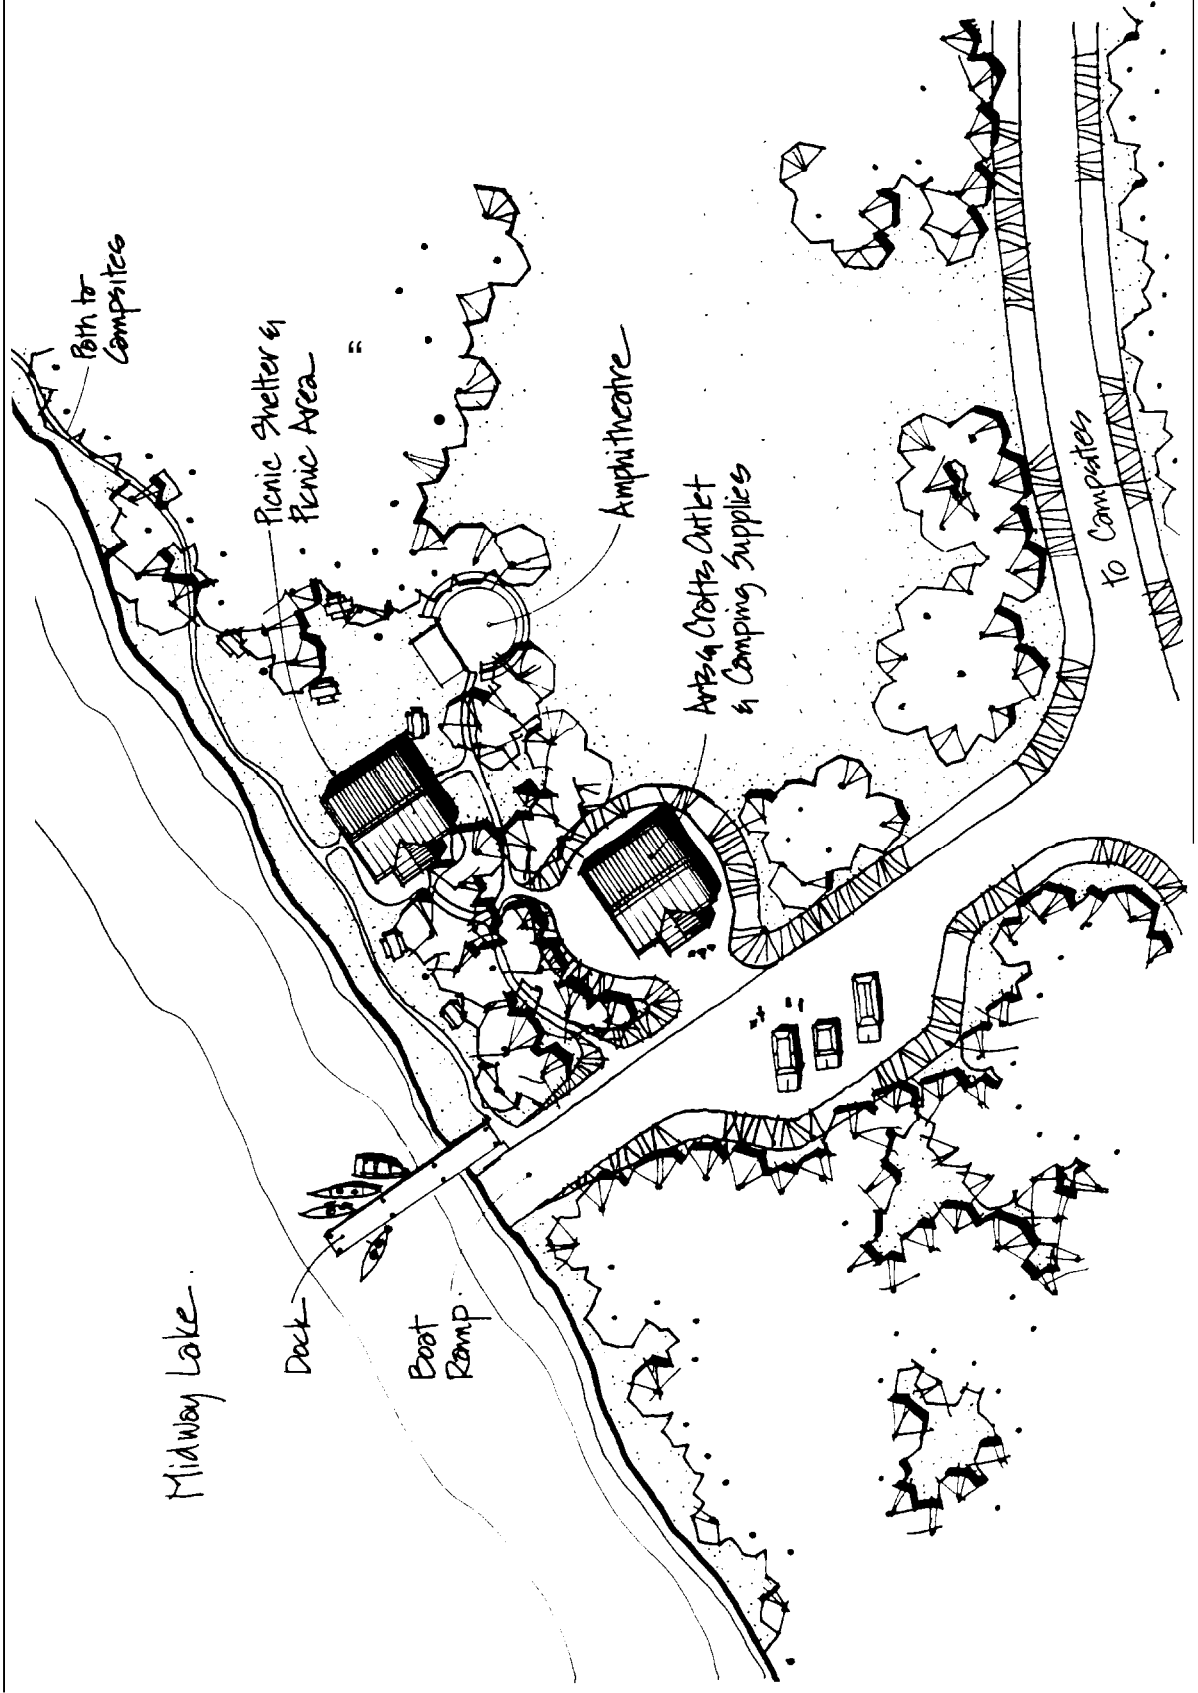 Midway Lake.
Dock
Boat
Ramp.
Path to
Campsites
Picnic Shelter &
Picnic Area
Amphitheatre
Arts & Crafts Outlet
& Camping Supplies
to Campsites